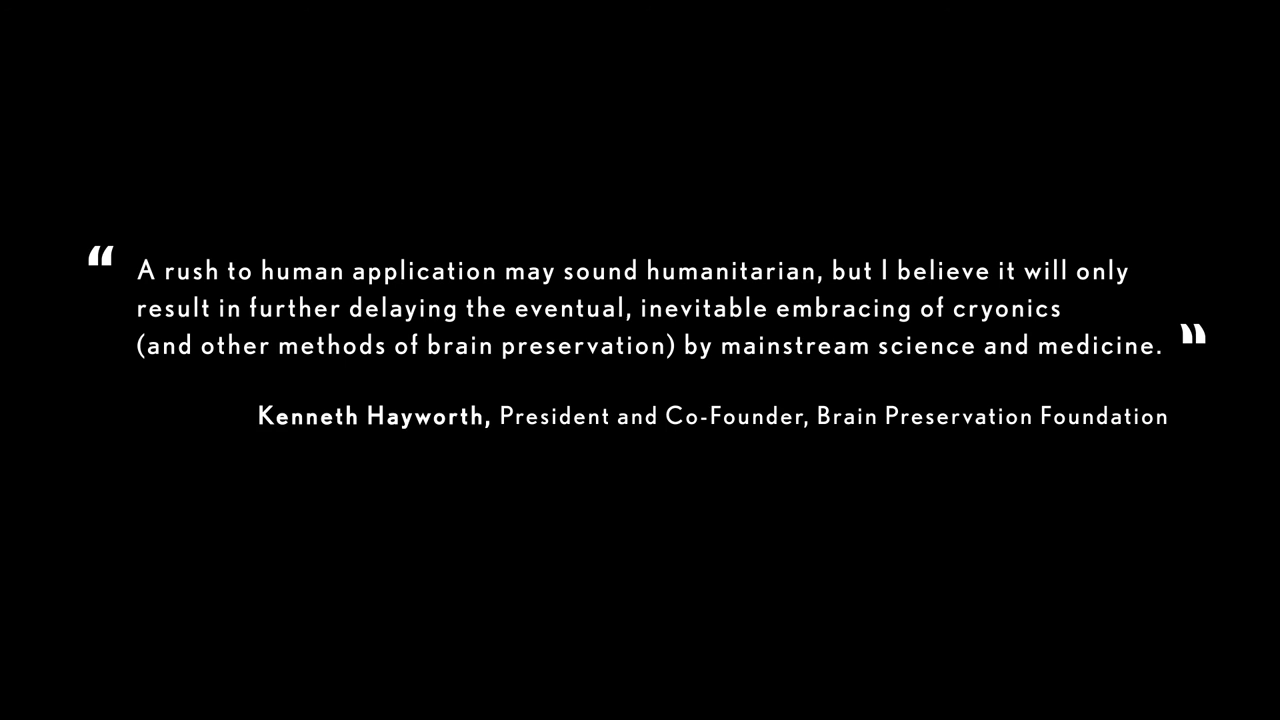 “ A rush to human application may sound humanitarian, but I believe it will only
result in further delaying the eventual, inevitable embracing of cryonics
(and other methods of brain preservation) by mainstream science and medicine. ”
Kenneth Hayworth, President and Co-Founder, Brain Preservation Foundation